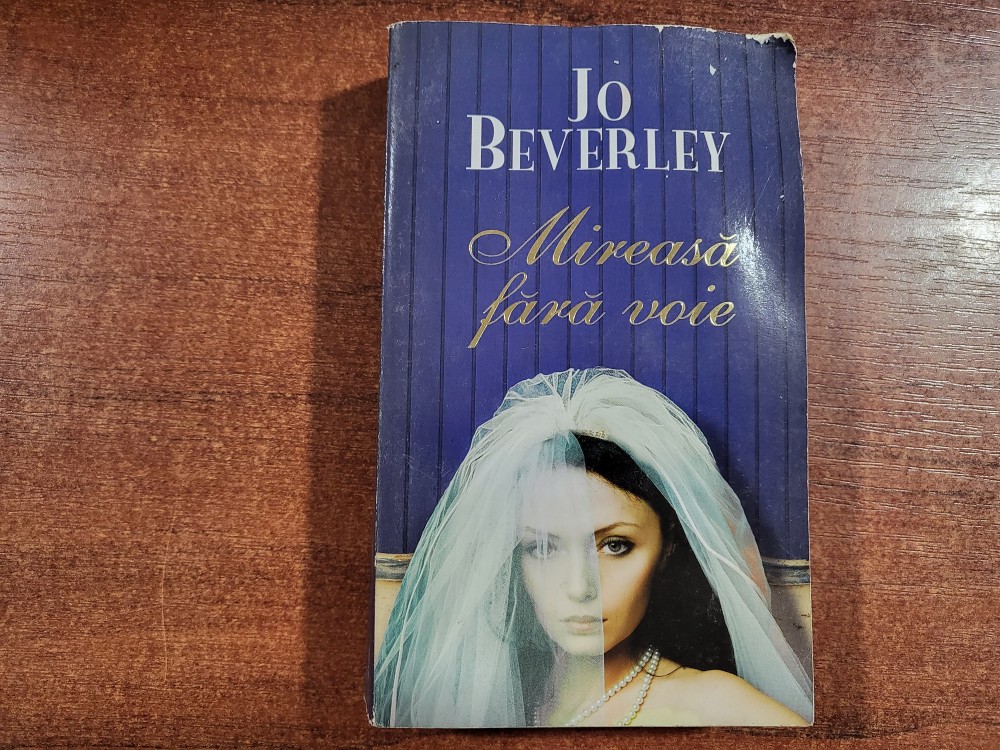 Jo
Beverley
Mireasă
fără voie